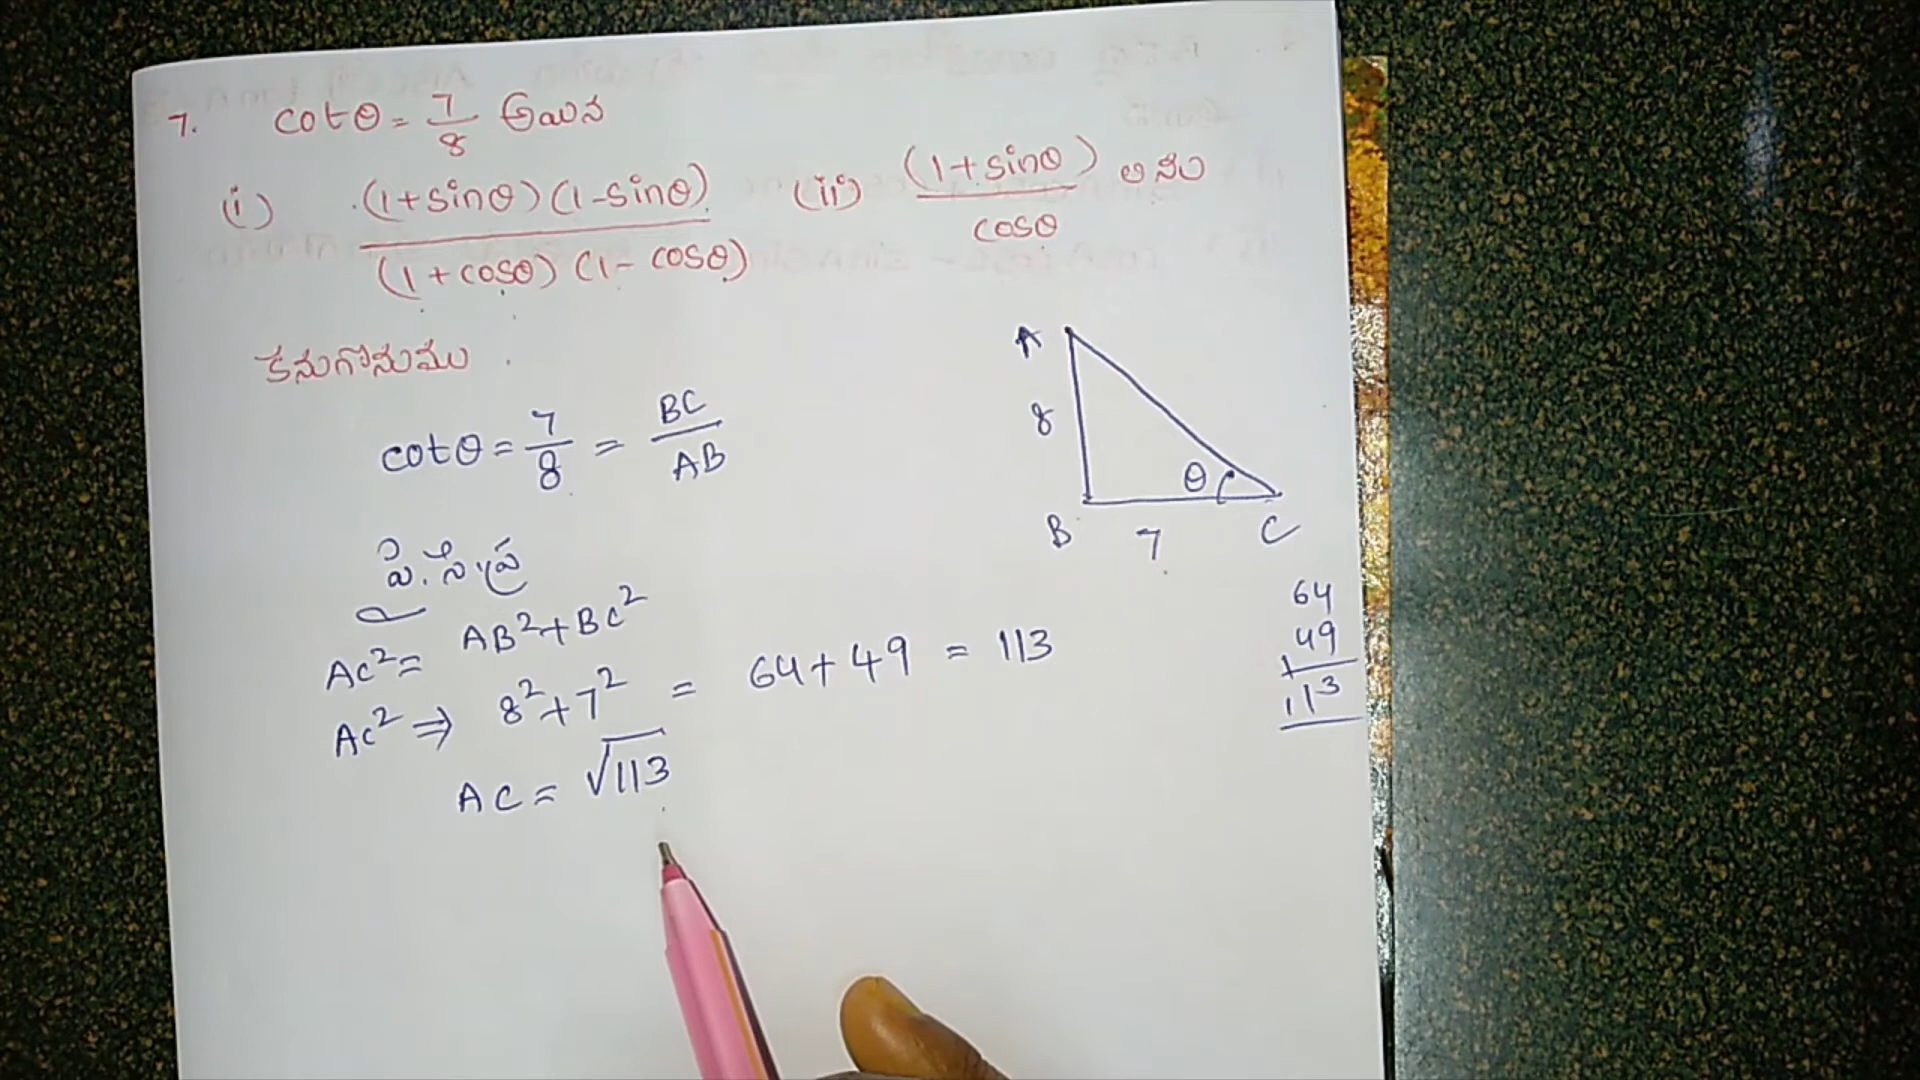 7. cotθ = 7/8 అయిన
(i) (1+sinθ)(1-sinθ) / (1+cosθ)(1-cosθ) (ii) (1+sinθ) / cosθ లను
కనుగొనుము.
A
8
θ
B 7 C
cotθ = 7/8 = BC/AB
పై.సి.ప్ర
AC² = AB²+BC²
AC² ⇒ 8²+7² = 64+49 = 113
AC = √113
64
+49
113